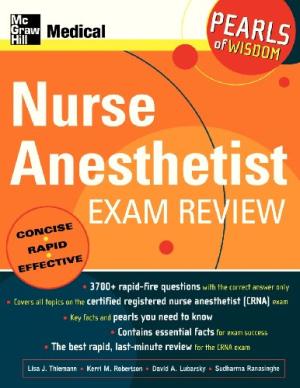 Mc
Graw
Hill Medical
PEARLS
of WISDOM
Nurse
Anesthetist
EXAM REVIEW
CONCISE
• RAPID •
EFFECTIVE
• 3700+ rapid-fire questions with the correct answer only
• Covers all topics on the certified registered nurse anesthetist (CRNA) exam
• Key facts and pearls you need to know
• Contains essential facts for exam success
• The best rapid, last-minute review for the CRNA exam
Lisa J. Thiemann • Kerri M. Robertson • David A. Lubarsky • Sudharma Ranasinghe